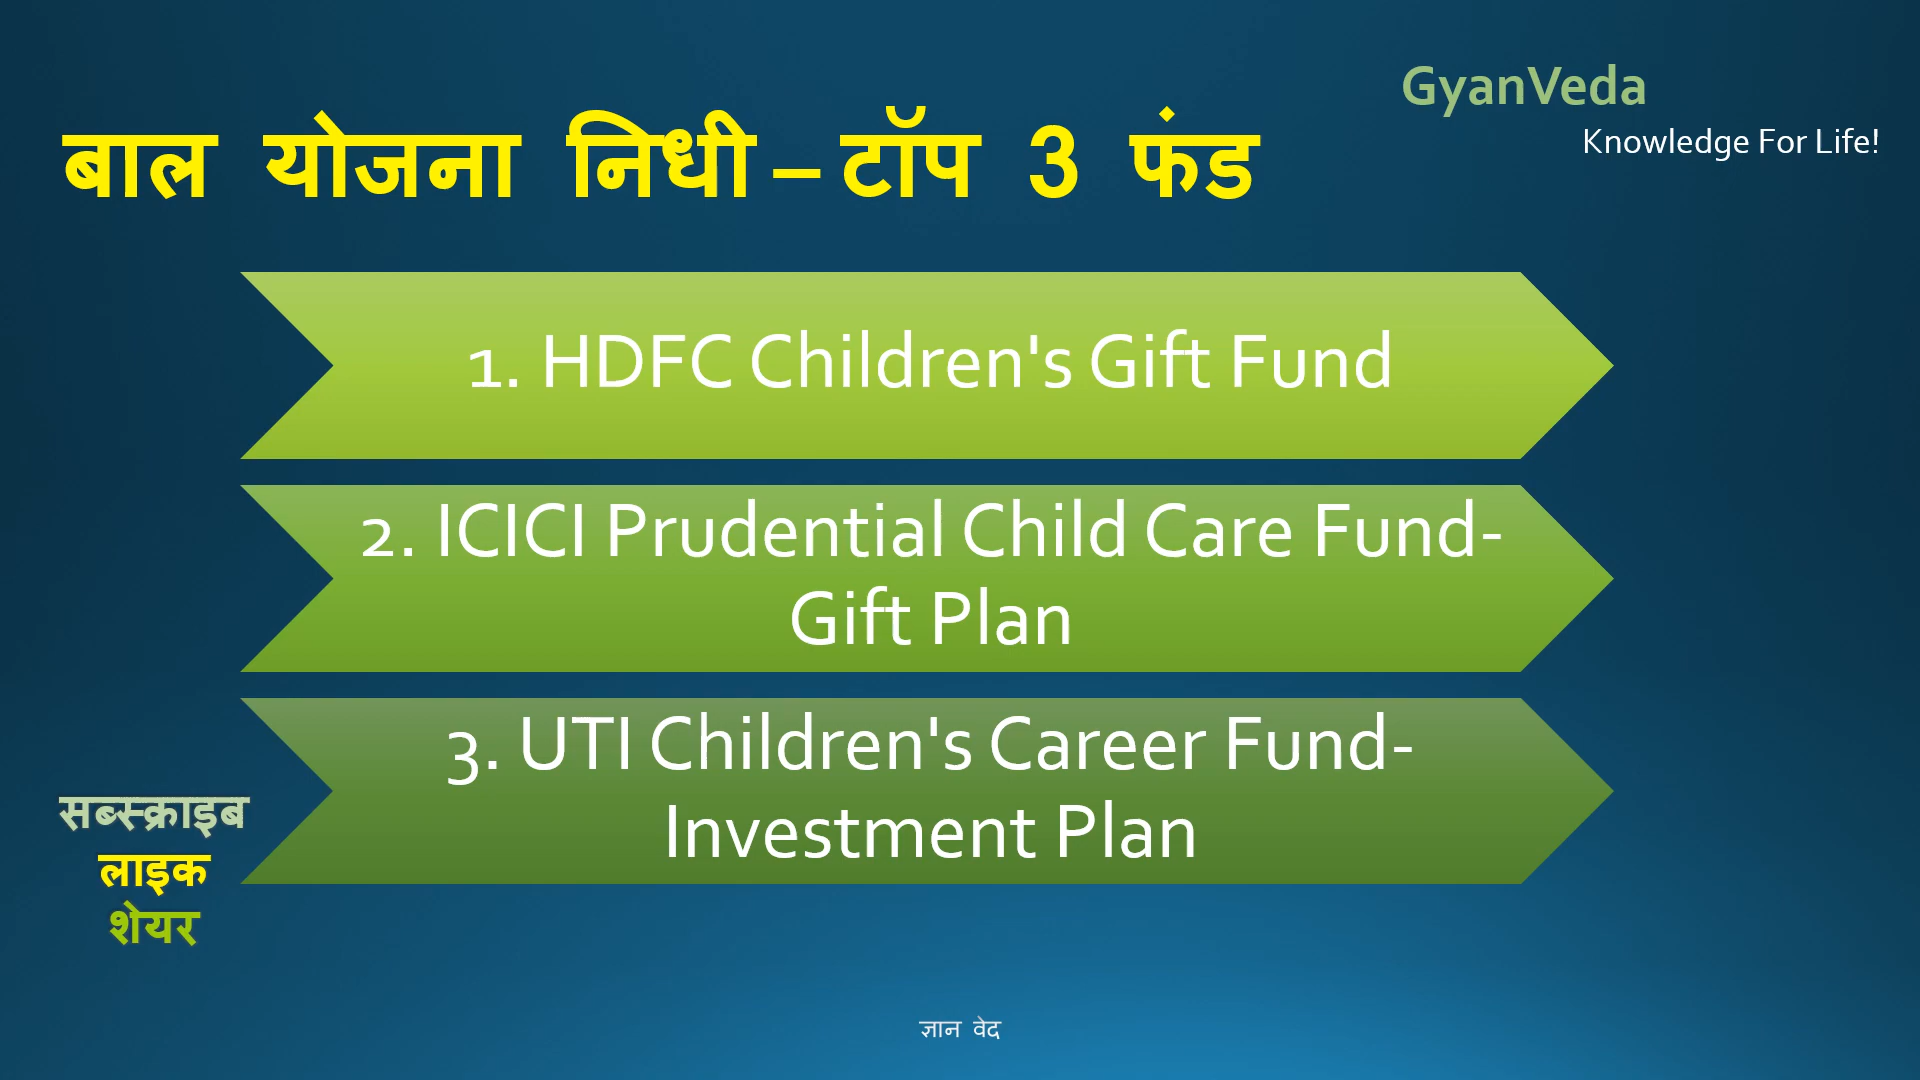 GyanVeda
Knowledge For Life!
बाल योजना निधी – टॉप 3 फंड
1. HDFC Children's Gift Fund
2. ICICI Prudential Child Care Fund-
Gift Plan
3. UTI Children's Career Fund-
Investment Plan
सब्स्क्राइब
लाइक
शेयर
ज्ञान वेद